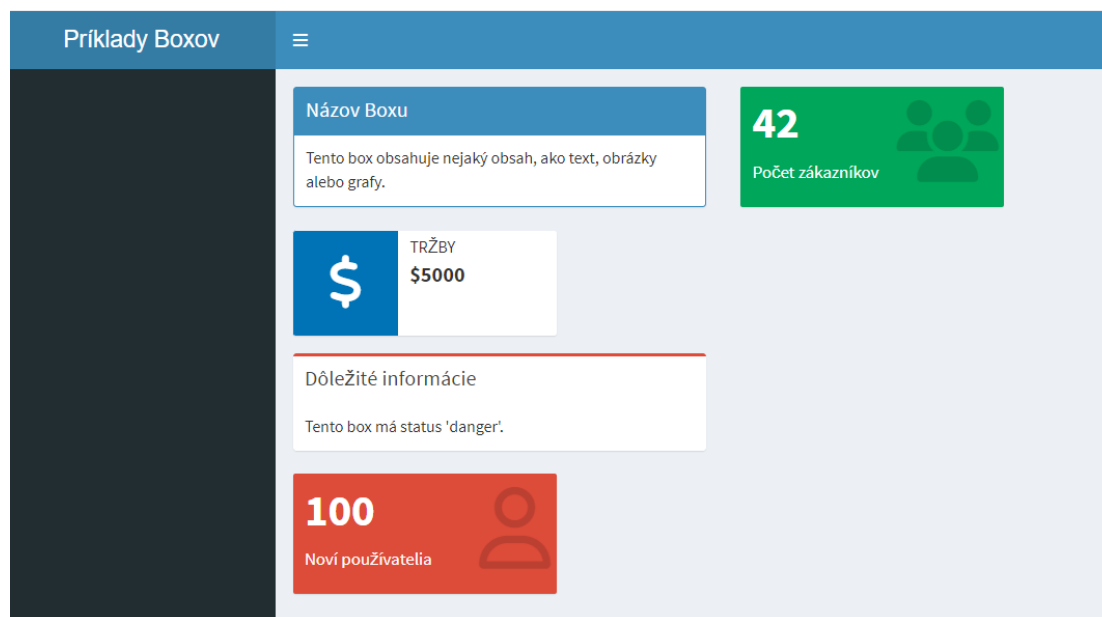 Príklady Boxov
Názov Boxu
Tento box obsahuje nejaký obsah, ako text, obrázky
alebo grafy.
42
Počet zákazníkov
$
TRŽBY
$5000
Dôležité informácie
Tento box má status 'danger'.
100
Noví používatelia